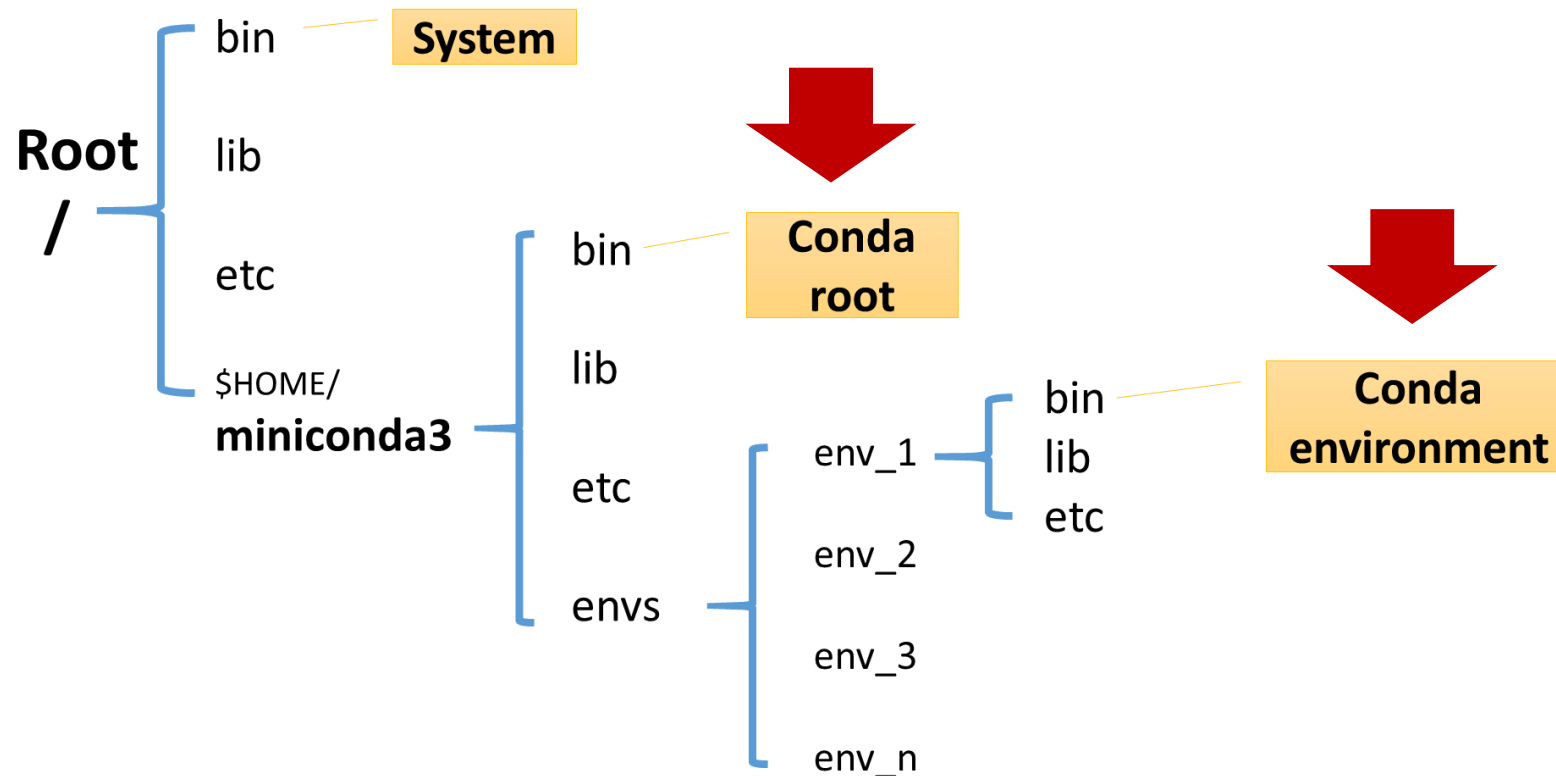 Root
/
bin
System
lib
etc
$HOME/
miniconda3
bin
Conda
root
lib
etc
envs
env_1
env_2
env_3
env_n
bin
Conda
environment
lib
etc